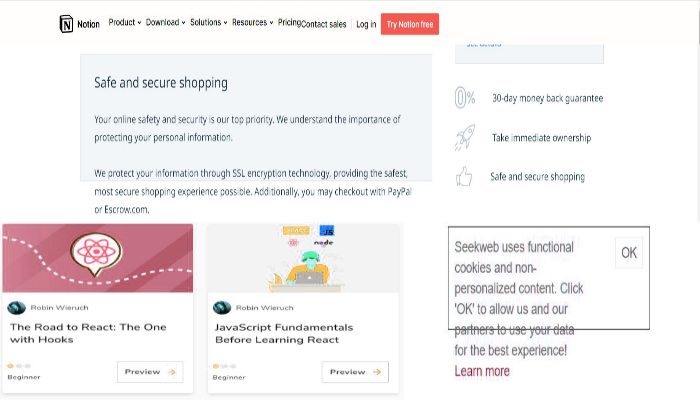 Notion Product Download Solutions Resources Pricing Contact sales Log in Try Notion free
Safe and secure shopping
Your online safety and security is our top priority. We understand the importance of
protecting your personal information.
We protect your information through SSL encryption technology, providing the safest,
most secure shopping experience possible. Additionally, you may checkout with PayPal
or Escrow.com.
0% 30-day money back guarantee
Take immediate ownership
Safe and secure shopping
JS
node
Robin Wieruch
The Road to React: The One
with Hooks
Beginner
Preview
Robin Wieruch
JavaScript Fundamentals
Before Learning React
Beginner
Preview
Seekweb uses functional
cookies and non-
personalized content. Click
'OK' to allow us and our
partners to use your data
for the best experience!
Learn more
OK